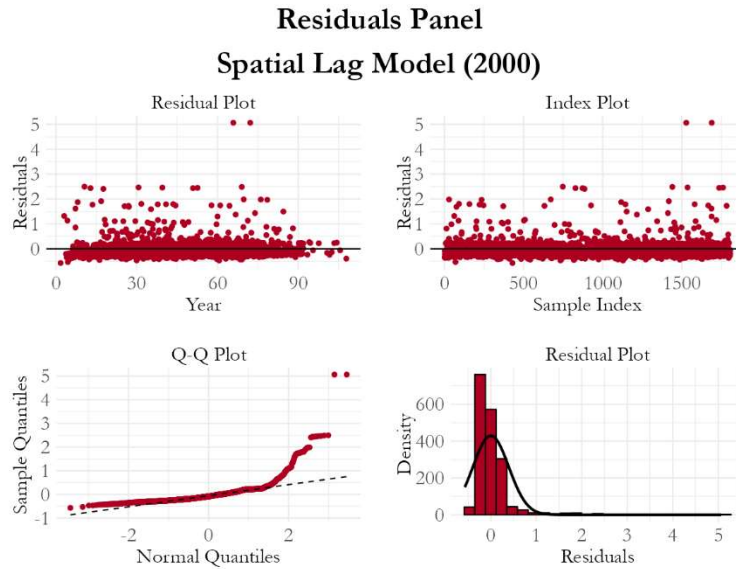 Residuals Panel
Spatial Lag Model (2000)
Residual Plot
5
4
3
2
1
0
Residuals
0 30 60 90
Year
Index Plot
5
4
3
2
1
0
Residuals
0 500 1000 1500
Sample Index
Q-Q Plot
5
4
3
2
1
0
-1
Sample Quantiles
-2 0 2
Normal Quantiles
Residual Plot
600
400
200
0
Density
0 1 2 3 4 5
Residuals